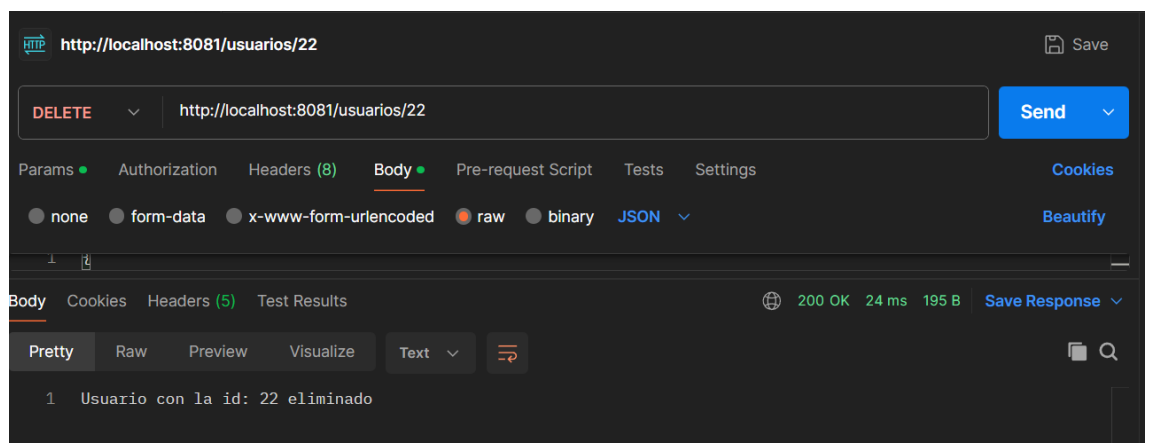 HTTP http://localhost:8081/usuarios/22 Save
DELETE http://localhost:8081/usuarios/22 Send
Params Authorization Headers (8) Body Pre-request Script Tests Settings Cookies
none form-data x-www-form-urlencoded raw binary JSON Beautify
1 {
Body Cookies Headers (5) Test Results 200 OK 24 ms 195 B Save Response
Pretty Raw Preview Visualize Text
1 Usuario con la id: 22 eliminado